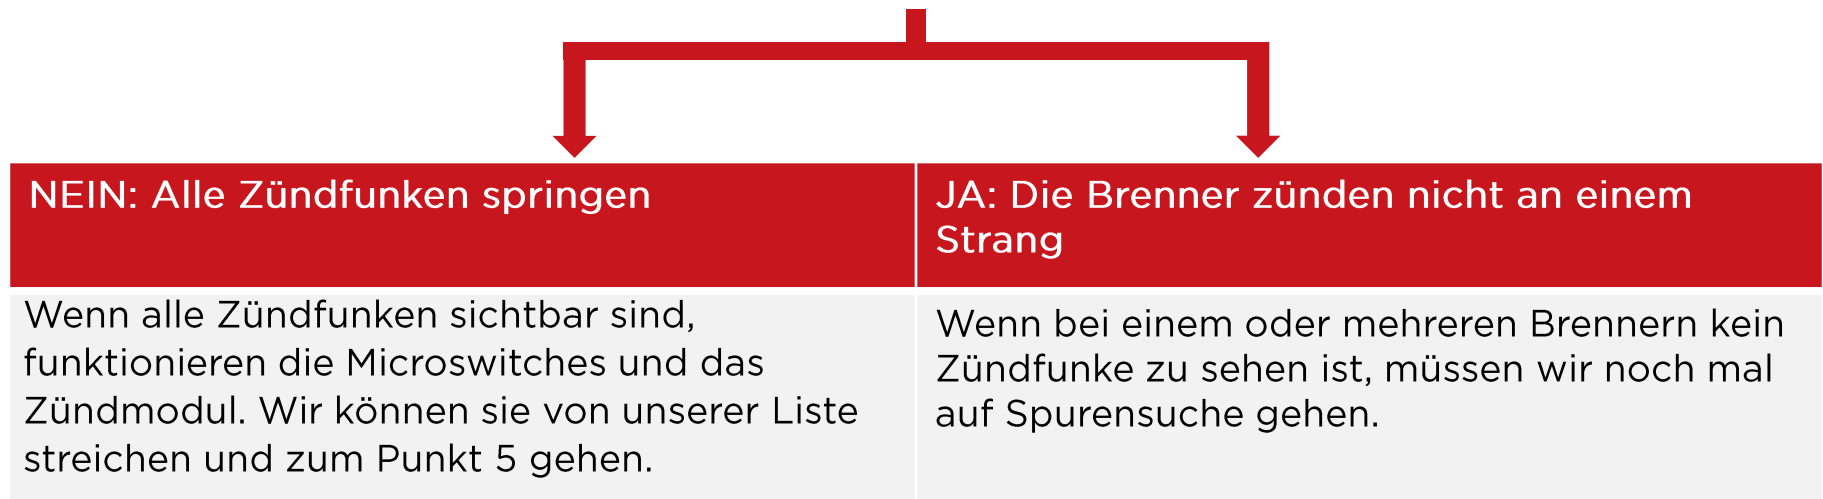 NEIN: Alle Zündfunken springen
JA: Die Brenner zünden nicht an einem
Strang
Wenn alle Zündfunken sichtbar sind,
funktionieren die Microswitches und das
Zündmodul. Wir können sie von unserer Liste
streichen und zum Punkt 5 gehen.
Wenn bei einem oder mehreren Brennern kein
Zündfunke zu sehen ist, müssen wir noch mal
auf Spurensuche gehen.